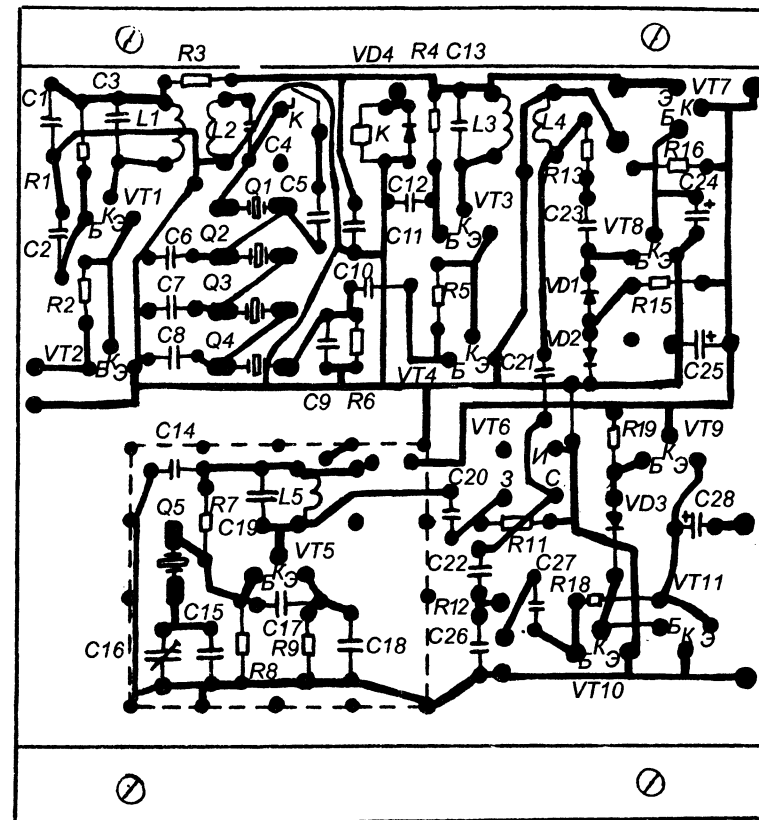 R3 VD4 R4 C13
C1 C3 L1 L2 C4 K K L3 L4 Э К Б VT7
R1 Q1 C5 C12 VT3 R13 R16
VT1 К Б Э C23 VT8 C24 +
C2 C6 Q2 C11 Б К Э К Б Э
R2 C7 Q3 C10 R5 VD1 R15
VT2 C8 Q4 VD2 +
Б К Э C9 R6 VT4 Б К Э C21 C25
C14 VT6 R19 К VT9
И Б Э
Q5 R7 L5 C20 З С VD3 C28
C19 VT5 R11 +
К C22 C27
Б Э R12 R18 VT11
C15 C17 C18 C26 Б К Э
C16 R8 R9 К Б Э
VT10